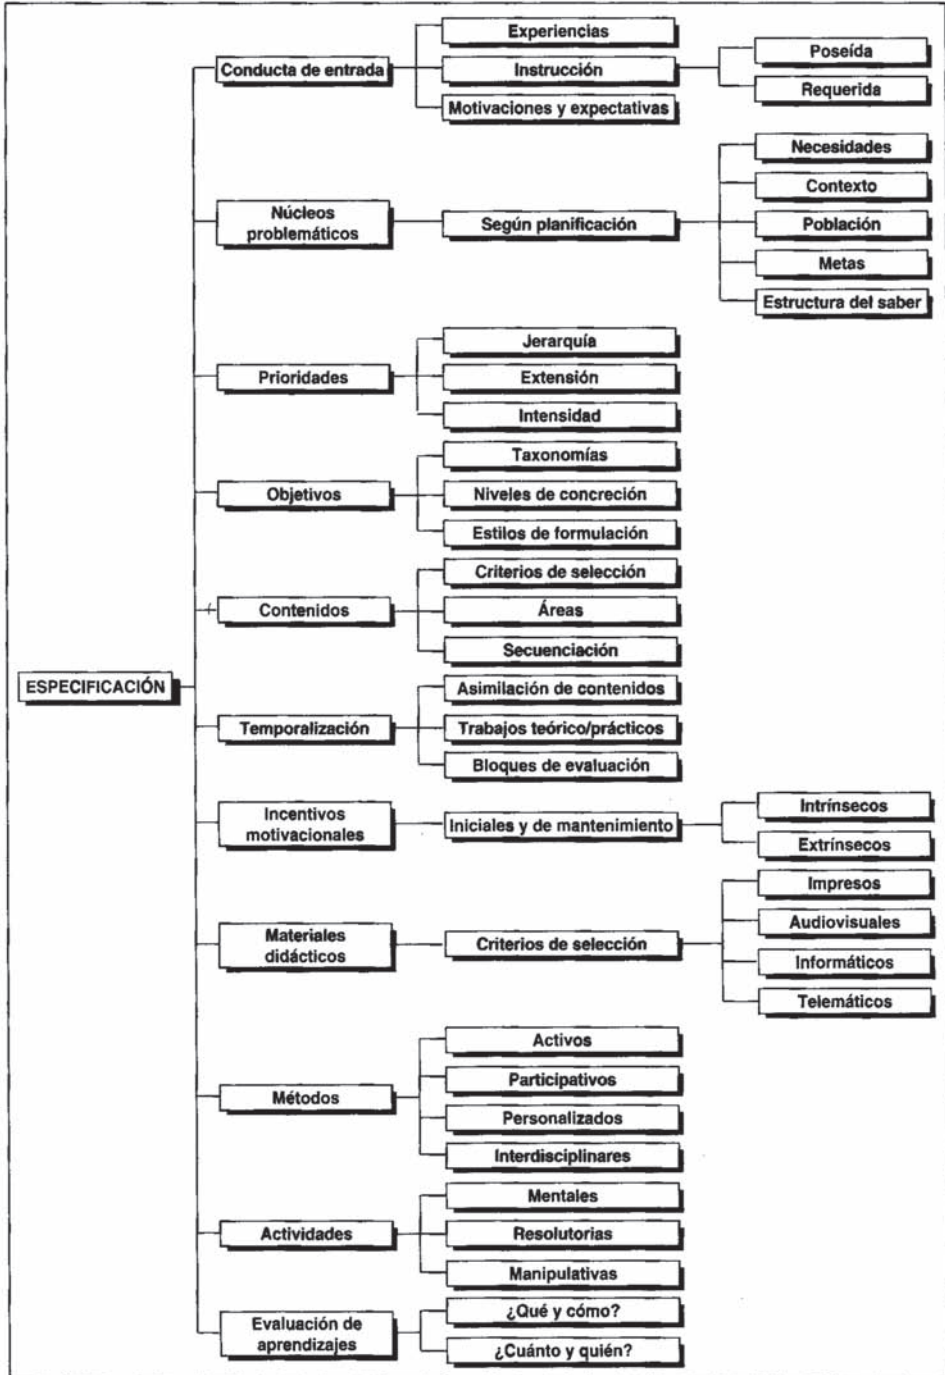 Experiencias
Conducta de entrada
Instrucción
Poseída
Requerida
Motivaciones y expectativas
Necesidades
Contexto
Núcleos
problemáticos
Según planificación
Población
Metas
Estructura del saber
Jerarquía
Prioridades
Extensión
Intensidad
Taxonomías
Objetivos
Niveles de concreción
Estilos de formulación
Criterios de selección
Contenidos
Áreas
Secuenciación
ESPECIFICACIÓN
Asimilación de contenidos
Temporalización
Trabajos teórico/prácticos
Bloques de evaluación
Incentivos
motivacionales
Iniciales y de mantenimiento
Intrínsecos
Extrínsecos
Impresos
Audiovisuales
Materiales
didácticos
Criterios de selección
Informáticos
Telemáticos
Activos
Métodos
Participativos
Personalizados
Interdisciplinares
Mentales
Actividades
Resolutorias
Manipulativas
Evaluación de
aprendizajes
¿Qué y cómo?
¿Cuánto y quién?